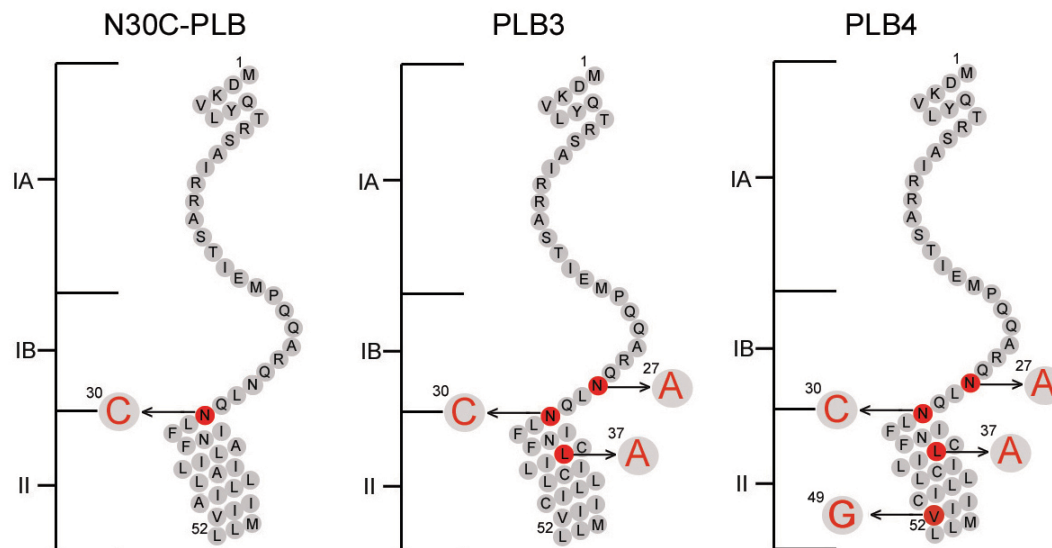 N30C-PLB
PLB3
PLB4
IA
IB
II
1
M D K V
L Y Q T
R S A I R R A S T I E M P Q Q A R Q N L Q N
30
C
L F I
N F A
L I L I
A L L L
I A I I
V M L L
52
IA
IB
II
1
M D K V
L Y Q T
R S A I R R A S T I E M P Q Q A R Q N L Q N
27
A
30
C
37
A
L F I
N F C
L I L I
C L L L
I C I I
V M L L
52
IA
IB
II
1
M D K V
L Y Q T
R S A I R R A S T I E M P Q Q A R Q N L Q N
27
A
30
C
37
A
49
G
L F I
N F C
L I L I
C L L L
I C I I
V M L L
52